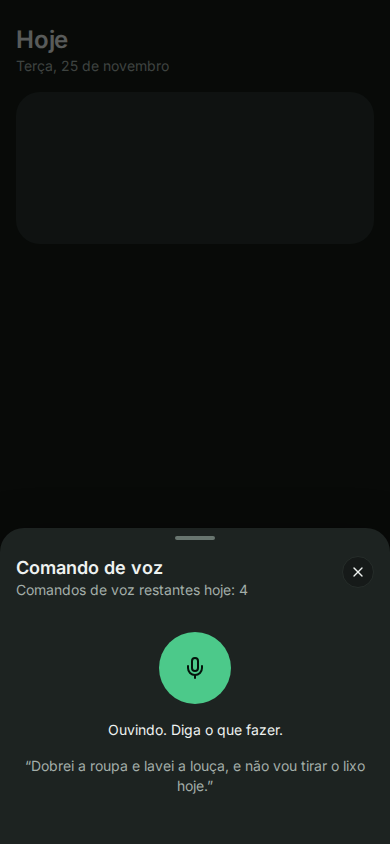 Hoje
Terça, 25 de novembro
Comando de voz
Comandos de voz restantes hoje: 4
Ouvindo. Diga o que fazer.
“Dobrei a roupa e lavei a louça, e não vou tirar o lixo
hoje.”